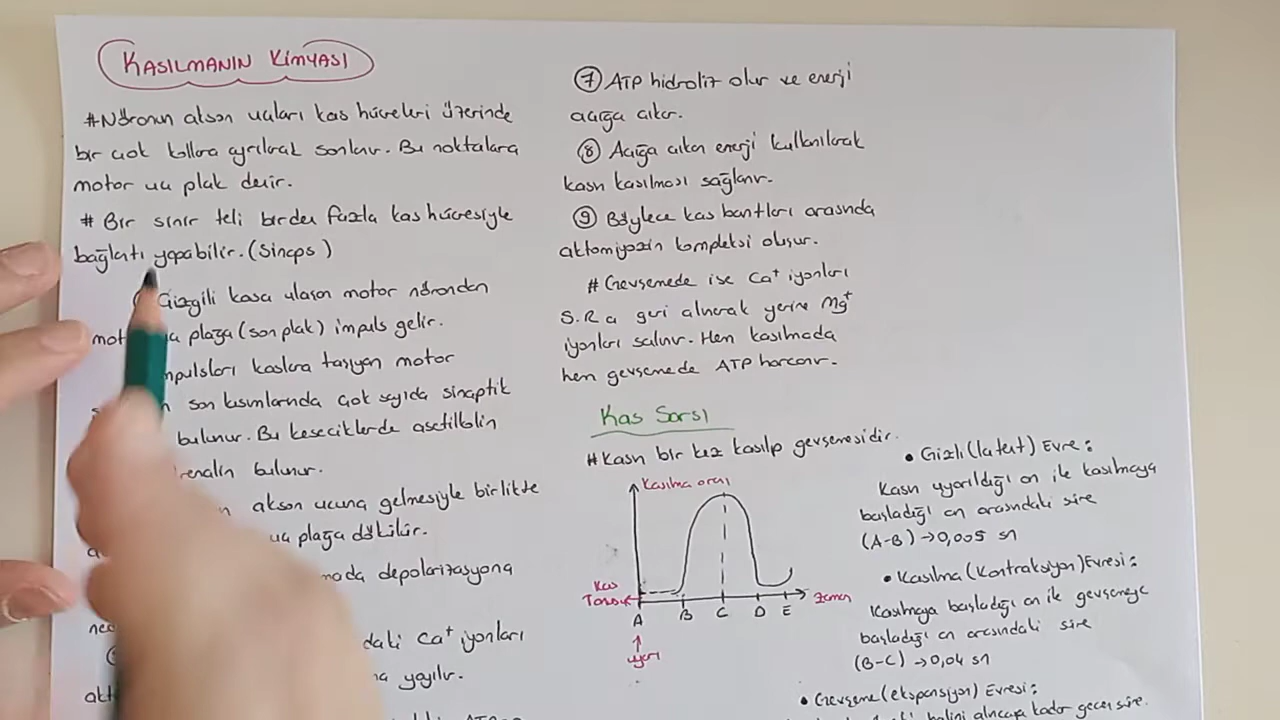 KASILMANIN KİMYASI
#Nöronun akson uçları kas hücreleri üzerinde
bir çok kollara ayrılarak sonlanır. Bu noktalara
motor uç plak denir.
# Bir sinir teli birden fazla kas hücresiyle
bağlantı yapabilir. (Sinaps)
Çizgili kasa ulaşan motor nörondan
plağa (son plak) impuls gelir.
kaslara taşıyan motor
son kısımlarında çok sayıda sinaptik
bulunur. Bu keseciklerde asetilkolin
bulunur.
akson ucuna gelmesiyle birlikte
uç plağa dökülür.
depolarizasyona
Ca+ iyonları
yayılır.
⑦ ATP hidroliz olur ve enerji
açığa çıkar.
⑧ Açığa çıkan enerji kullanılarak
kasın kasılması sağlanır.
⑨ Böylece kas bantları arasında
aktomiyozin kompleksi oluşur.
# Gevşemede ise Ca+ iyonları
S.R a geri alınarak yerine Mg+
iyonları salınır. Hem kasılmada
hem gevşemede ATP harcanır.
Kas Sarsı
# Kasın bir kez kasılıp gevşemesidir.
Kasılma oranı
Kas
Tonusu
A B C D E zaman
uyarı
• Gizli (latent) Evre:
Kasın uyarıldığı an ile kasılmaya
başladığı an arasındaki süre
(A-B) → 0,005 sn
• Kasılma (Kontraksiyon) Evresi:
Kasılmaya başladığı an ile gevşemeye
başladığı an arasındaki süre
(B-C) → 0,04 sn
• Gevşeme (ekspansiyon) Evresi:
halini alıncaya kadar geçen süre.